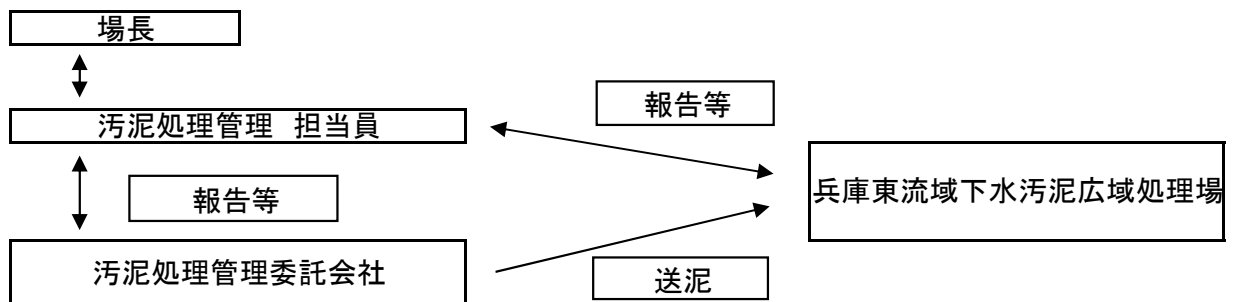 場長
汚泥処理管理　担当員
報告等
兵庫東流域下水汚泥広域処理場
報告等
汚泥処理管理委託会社
送泥